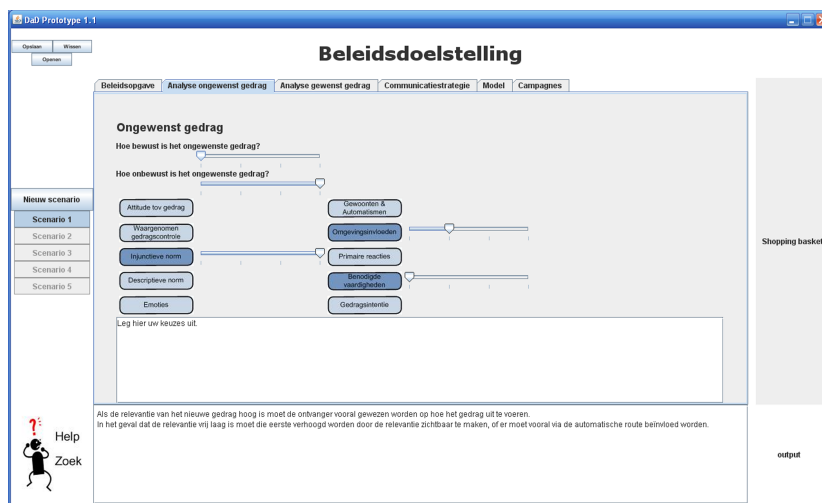 DaD Prototype 1.1
Opslaan Wissen
Openen
Beleidsdoelstelling
Beleidsopgave Analyse ongewenst gedrag Analyse gewenst gedrag Communicatiestrategie Model Campagnes
Ongewenst gedrag
Hoe bewust is het ongewenste gedrag?
Hoe onbewust is het ongewenste gedrag?
Nieuw scenario
Scenario 1
Scenario 2
Scenario 3
Scenario 4
Scenario 5
Attitude tov gedrag
Waargenomen
gedragscontrole
Injunctieve norm
Descriptieve norm
Emoties
Gewoonten &
Automatismen
Omgevingsinvloeden
Primaire reacties
Benodigde
vaardigheden
Gedragsintentie
Shopping basket
Leg hier uw keuzes uit.
Als de relevantie van het nieuwe gedrag hoog is moet de ontvanger vooral gewezen worden op hoe het gedrag uit te voeren.
In het geval dat de relevantie vrij laag is moet die eerste verhoogd worden door de relevantie zichtbaar te maken, of er moet vooral via de automatische route beïnvloed worden.
?
Help
Zoek
output